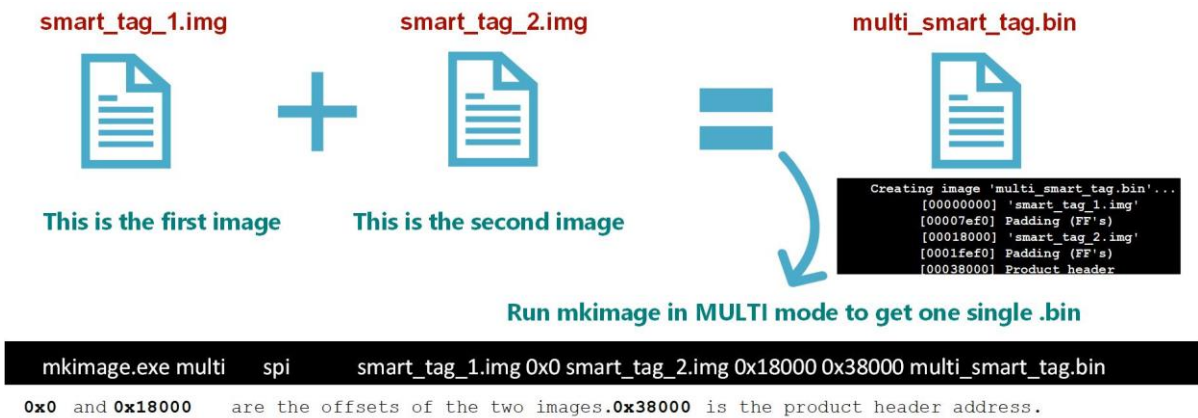 smart_tag_1.img
smart_tag_2.img
multi_smart_tag.bin
This is the first image
This is the second image
Creating image 'multi_smart_tag.bin'...
[00000000] 'smart_tag_1.img'
[00007ef0] Padding (FF's)
[00018000] 'smart_tag_2.img'
[0001fef0] Padding (FF's)
[00038000] Product header
Run mkimage in MULTI mode to get one single .bin
mkimage.exe multi spi smart_tag_1.img 0x0 smart_tag_2.img 0x18000 0x38000 multi_smart_tag.bin
0x0 and 0x18000 are the offsets of the two images.0x38000 is the product header address.